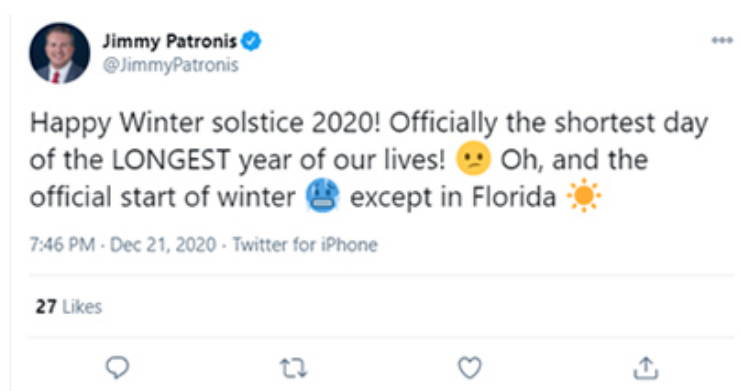 Jimmy Patronis
@JimmyPatronis
Happy Winter solstice 2020! Officially the shortest day
of the LONGEST year of our lives! 😕 Oh, and the
official start of winter 🥶 except in Florida ☀️
7:46 PM · Dec 21, 2020 · Twitter for iPhone
27 Likes